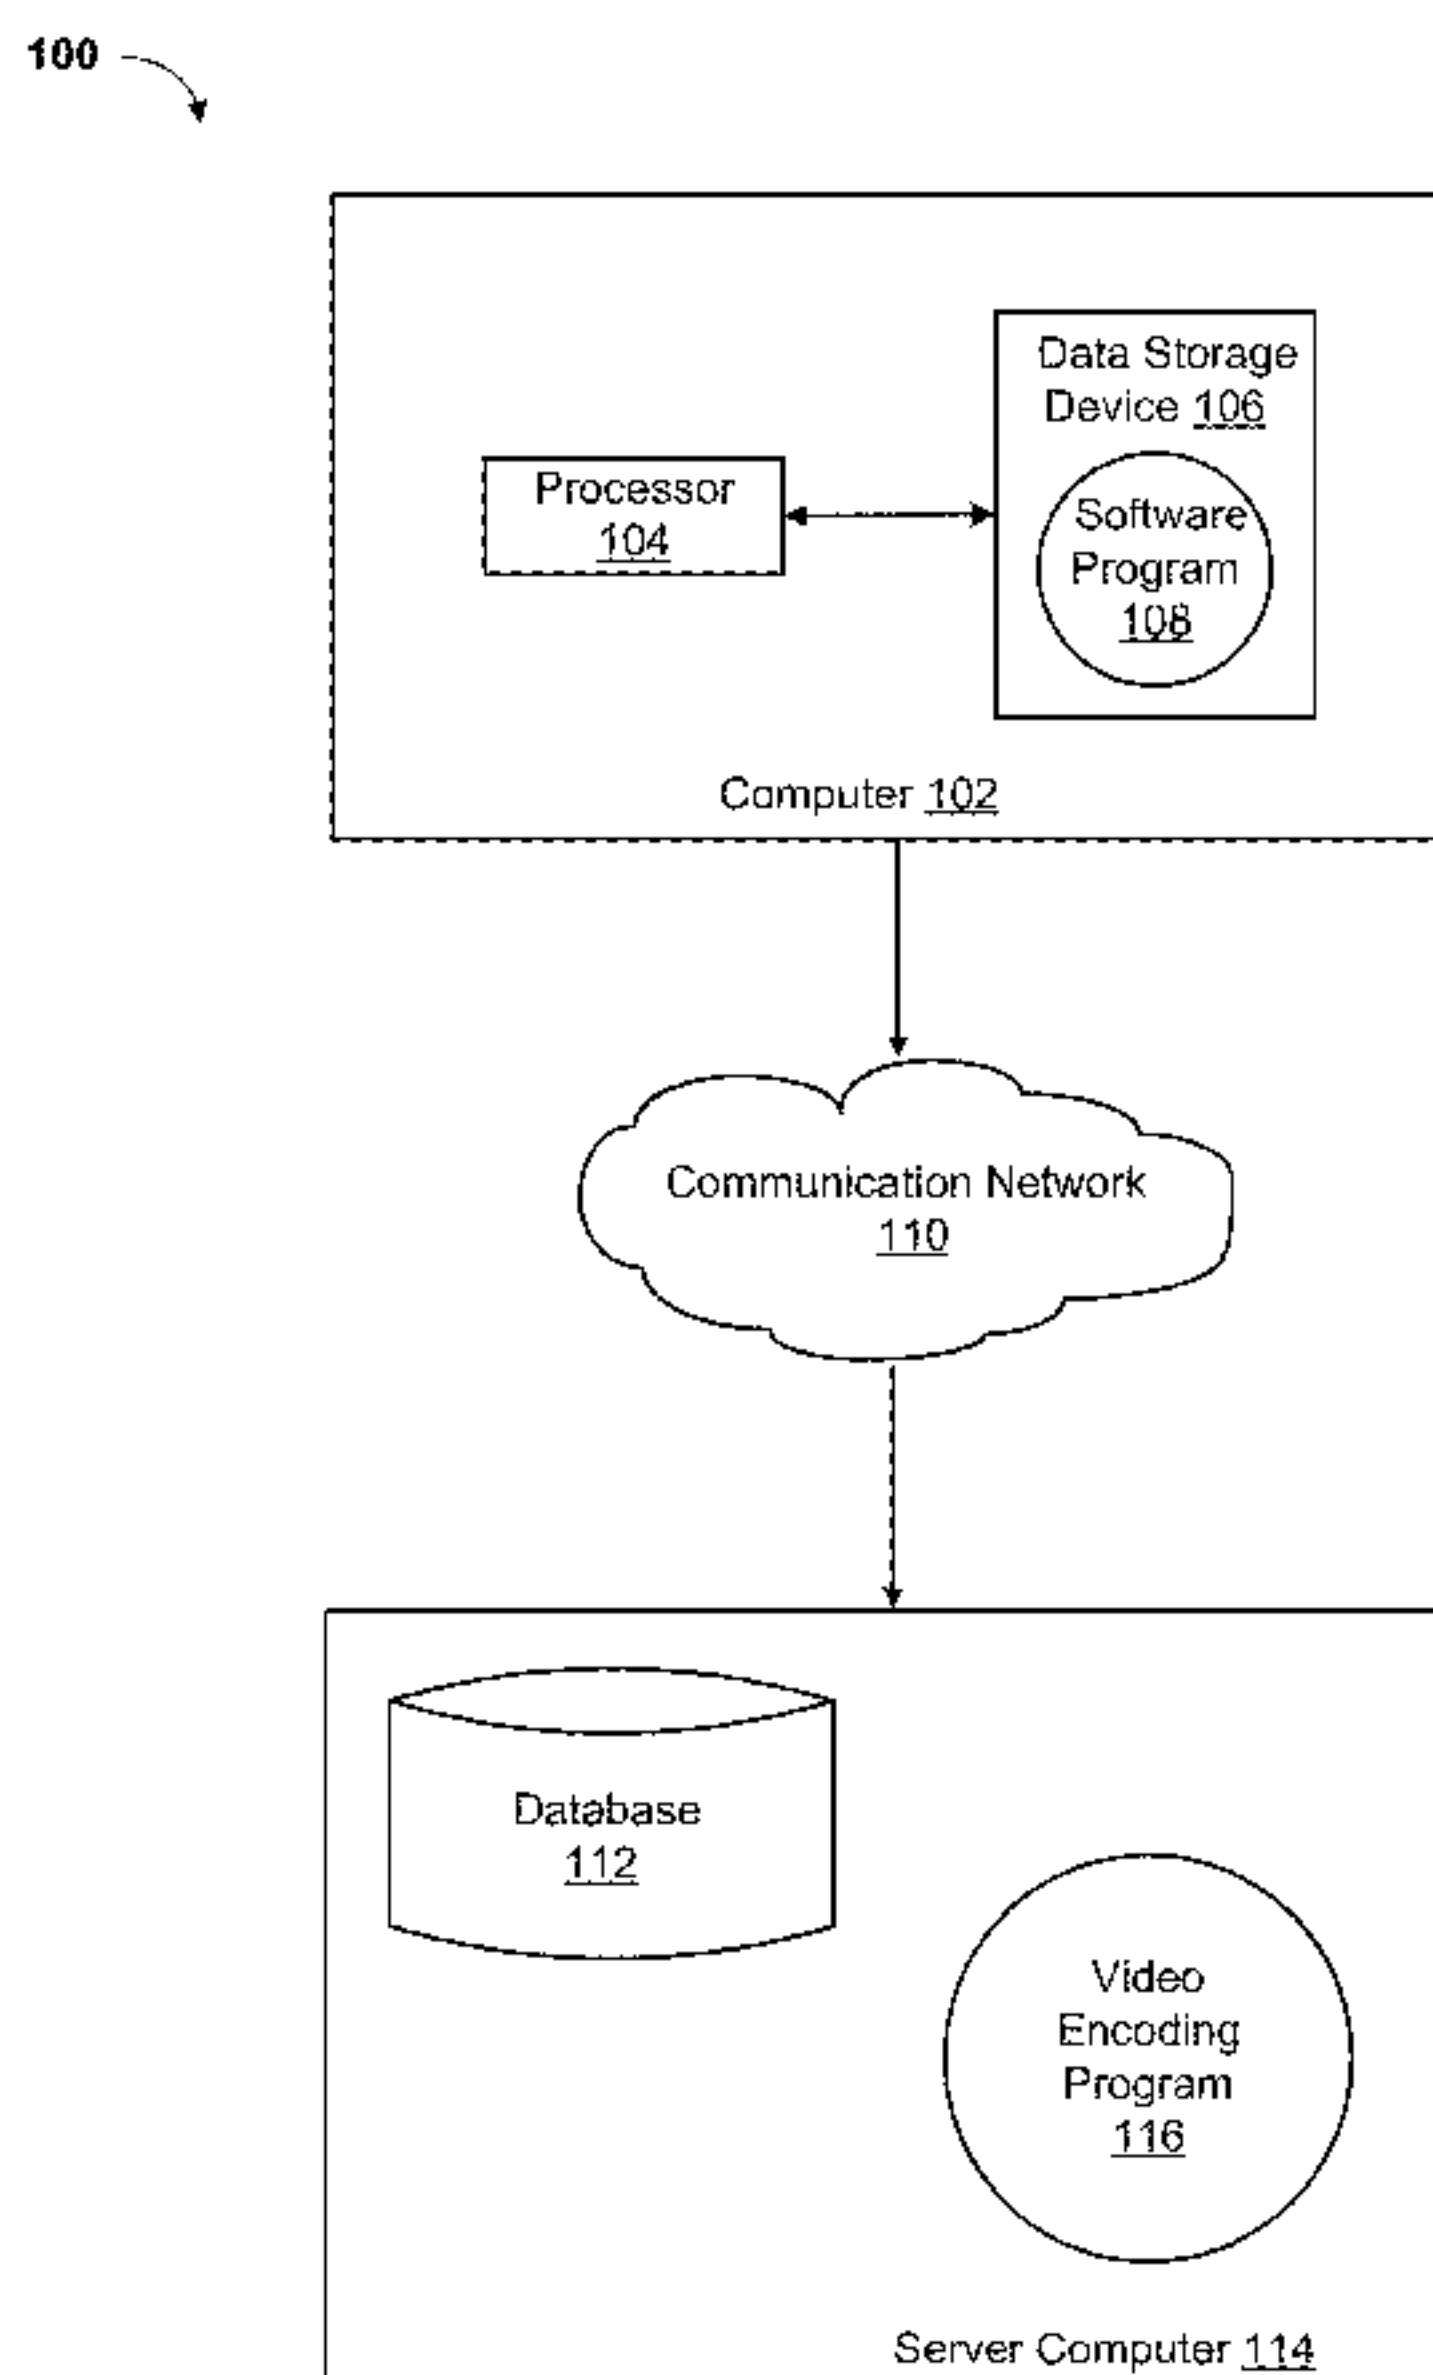 100
Data Storage
Device 106
Processor
104
Software
Program
108
Computer 102
Communication Network
110
Database
112
Video
Encoding
Program
116
Server Computer 114